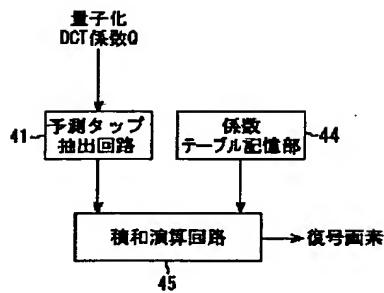 量子化
DCT係数Q
41
予測タップ
抽出回路
係数
テーブル記憶部
44
積和演算回路
復号画素
45